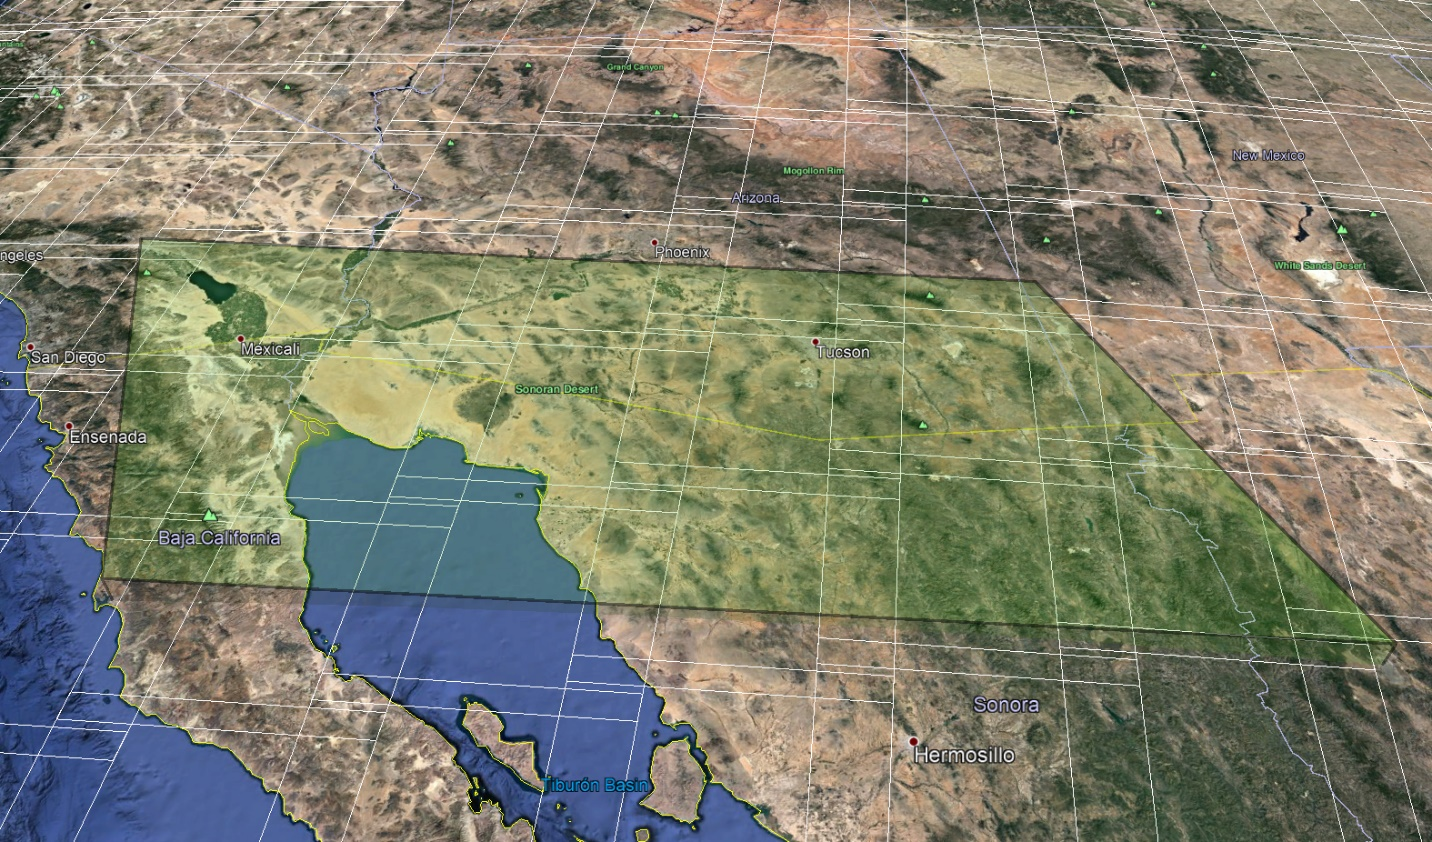 Grand Canyon
New Mexico
Mogollon Rim
Arizona
Phoenix
ngeles
White Sands Desert
Mexicali
Tucson
San Diego
Sonoran Desert
Ensenada
Baja California
Sonora
Hermosillo
Tiburón Basin